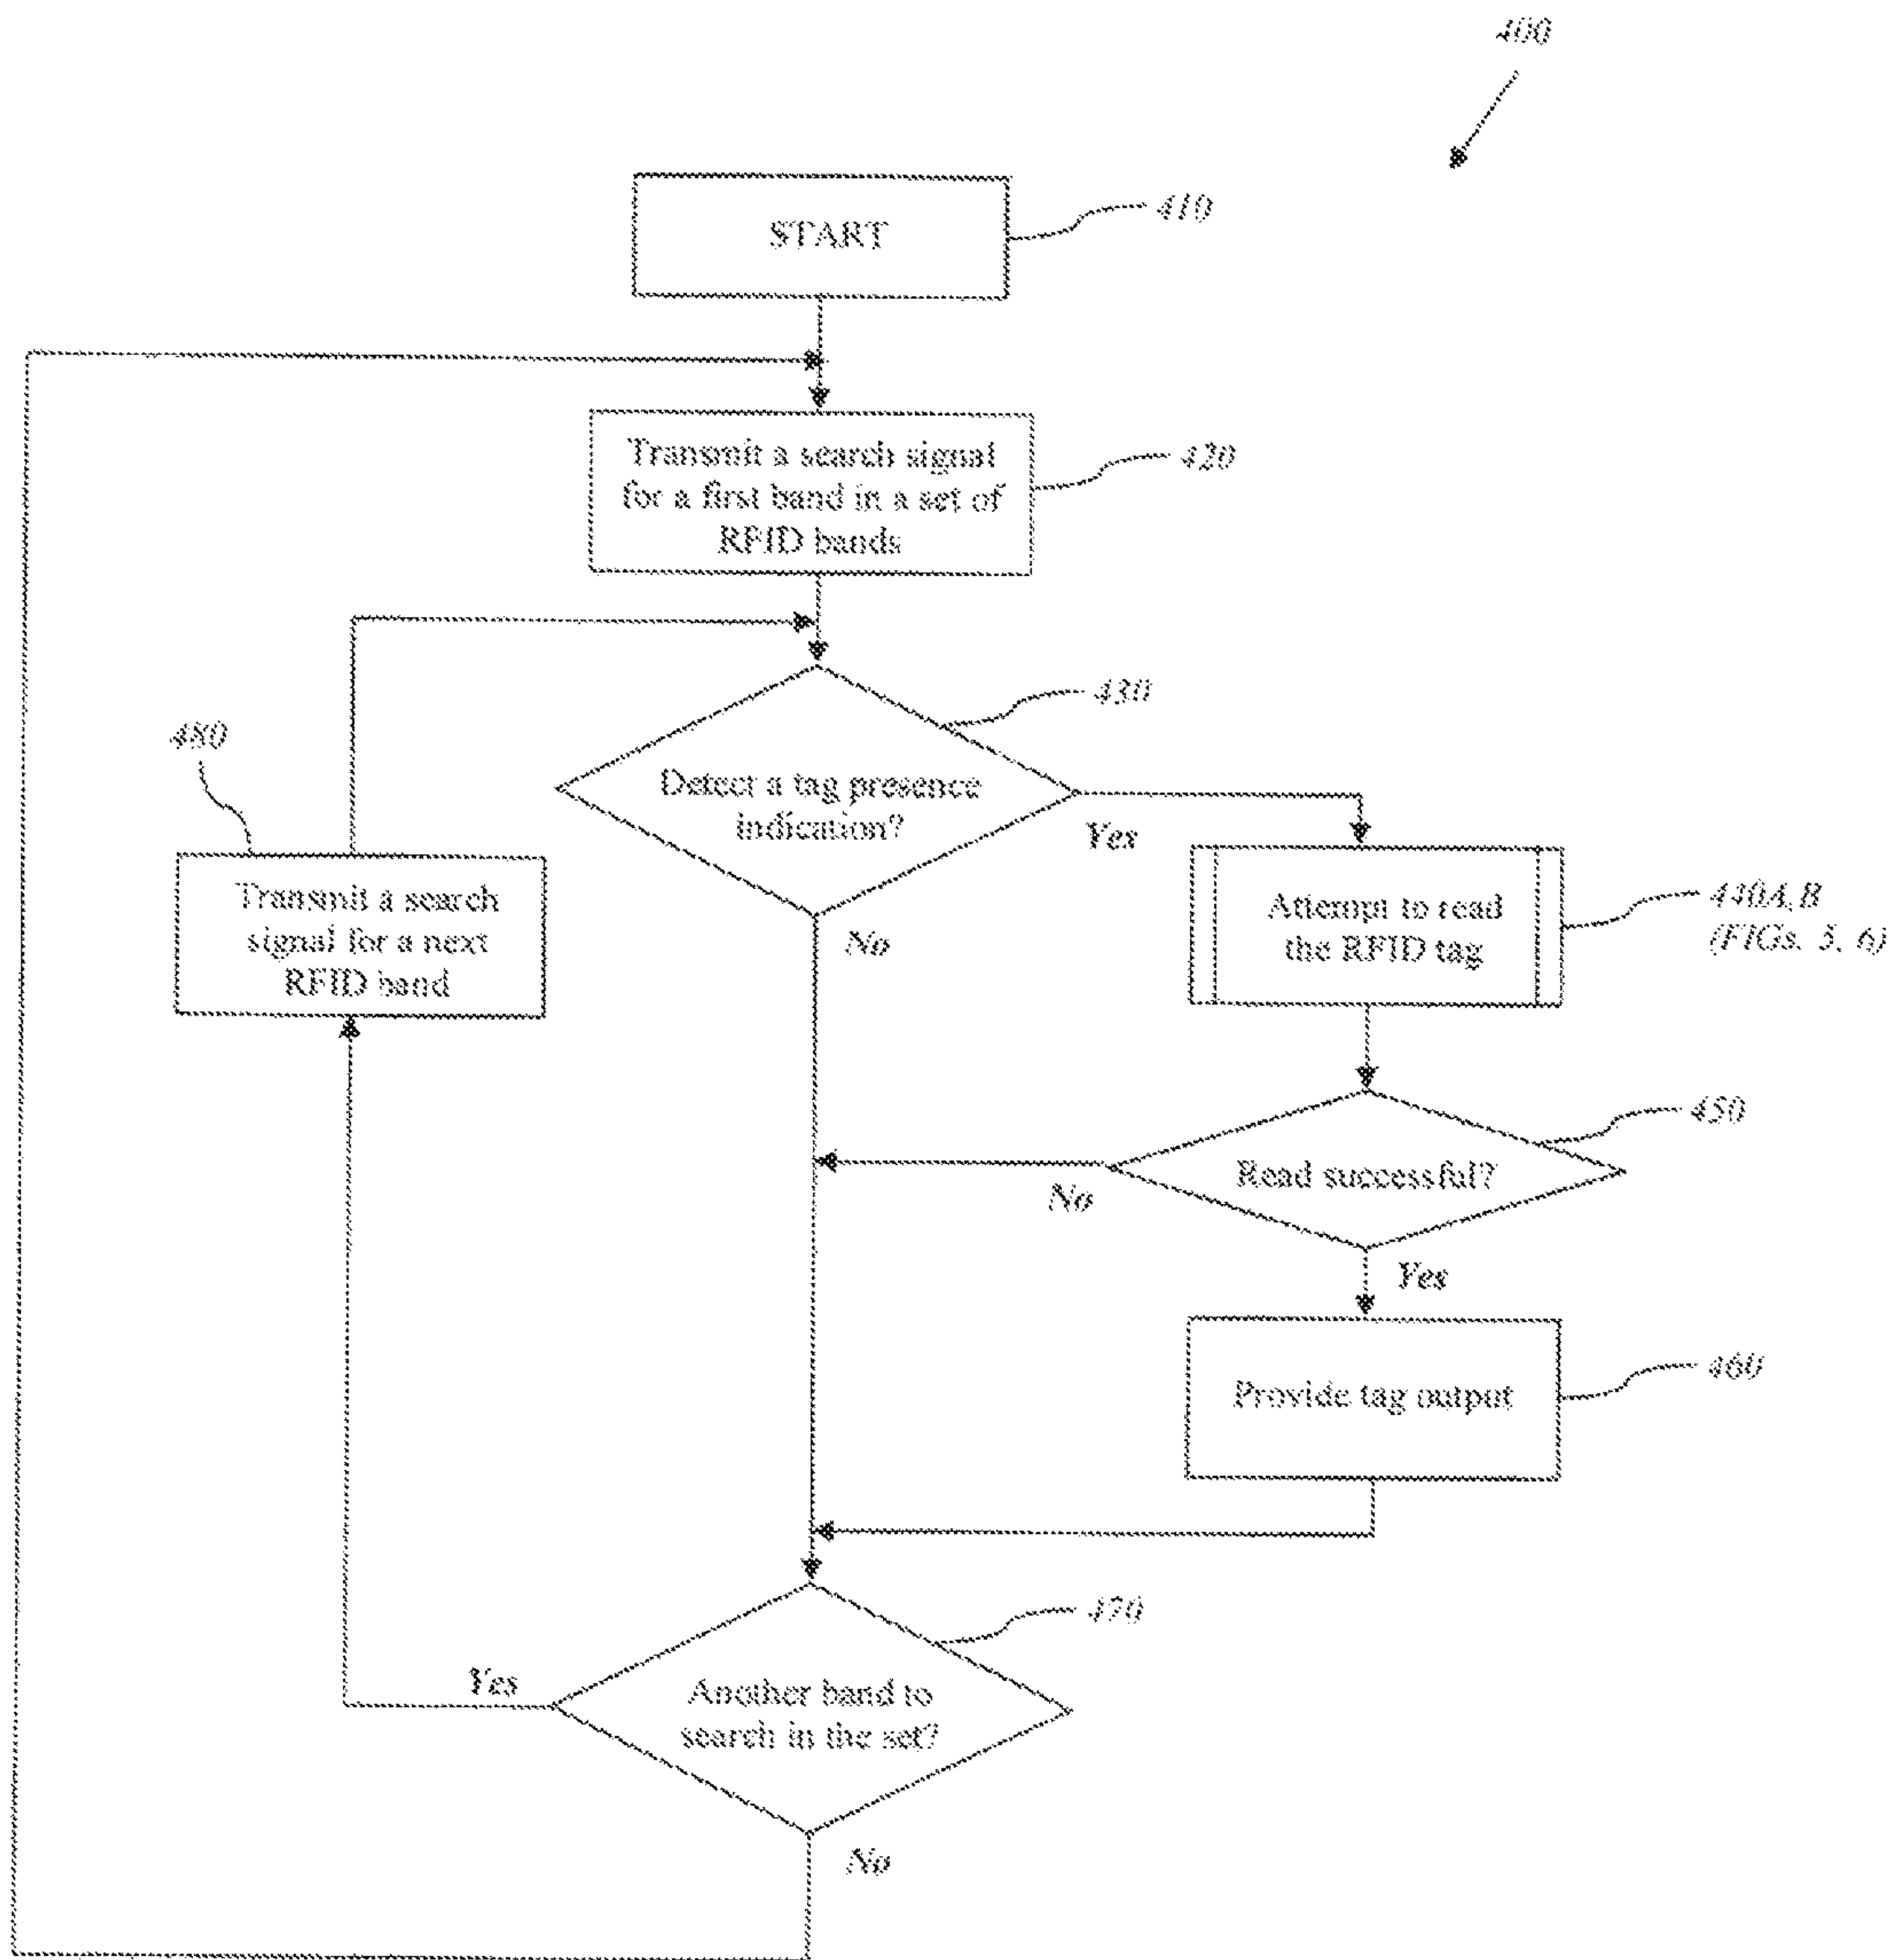 400
START
410
Transmit a search signal
for a first band in a set of
RFID bands
420
430
Detect a tag presence
indication?
Yes
No
480
Transmit a search
signal for a next
RFID band
Attempt to read
the RFID tag
440A,B
(FIGs. 5, 6)
450
Read successful?
No
Yes
Provide tag output
460
470
Another band to
search in the set?
Yes
No